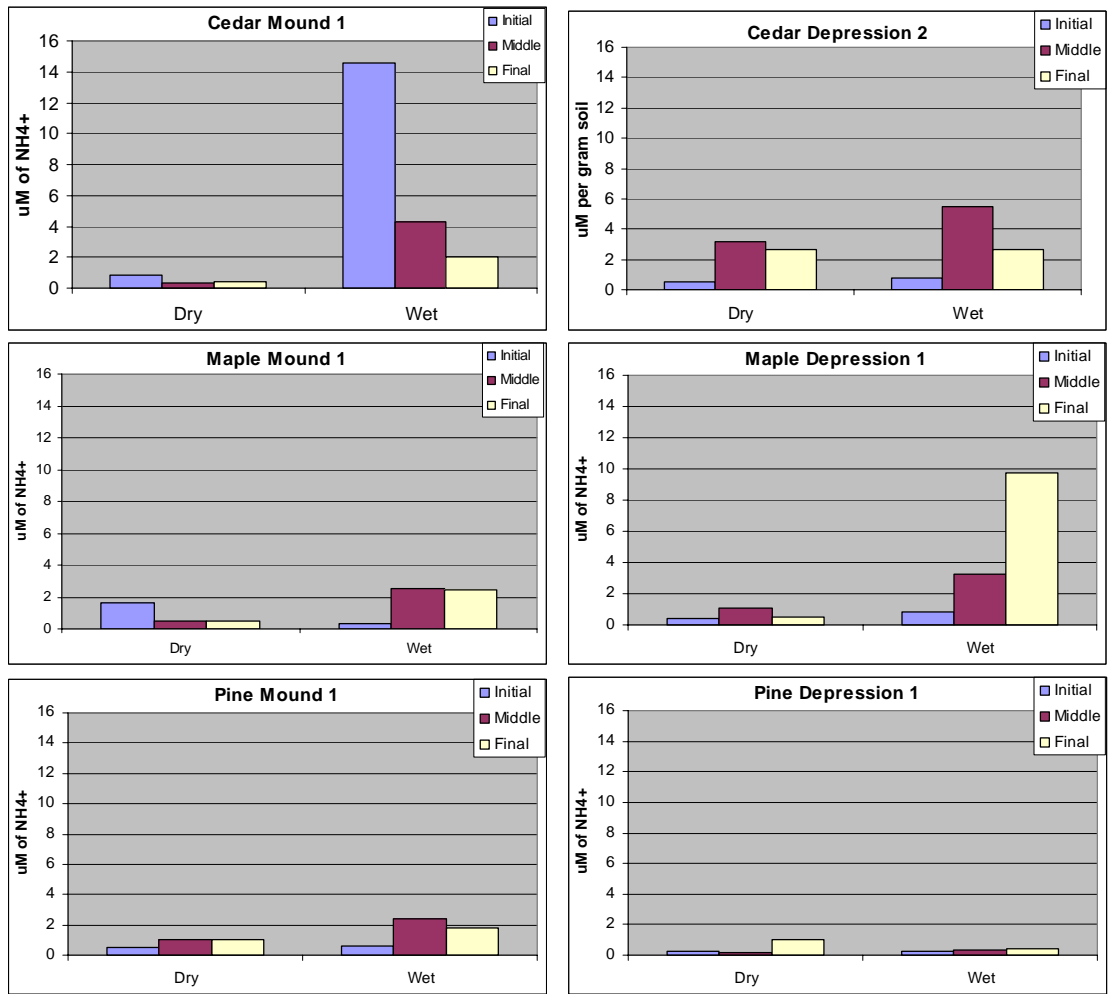 Cedar Mound 1
Initial
Middle
Final
16
14
12
10
8
6
4
2
0
uM of NH4+
Dry Wet
Cedar Depression 2
Initial
Middle
Final
16
14
12
10
8
6
4
2
0
uM per gram soil
Dry Wet
Maple Mound 1
Initial
Middle
Final
16
14
12
10
8
6
4
2
0
uM of NH4+
Dry Wet
Maple Depression 1
Initial
Middle
Final
16
14
12
10
8
6
4
2
0
uM of NH4+
Dry Wet
Pine Mound 1
Initial
Middle
Final
16
14
12
10
8
6
4
2
0
uM of NH4+
Dry Wet
Pine Depression 1
Initial
Middle
Final
16
14
12
10
8
6
4
2
0
uM of NH4+
Dry Wet